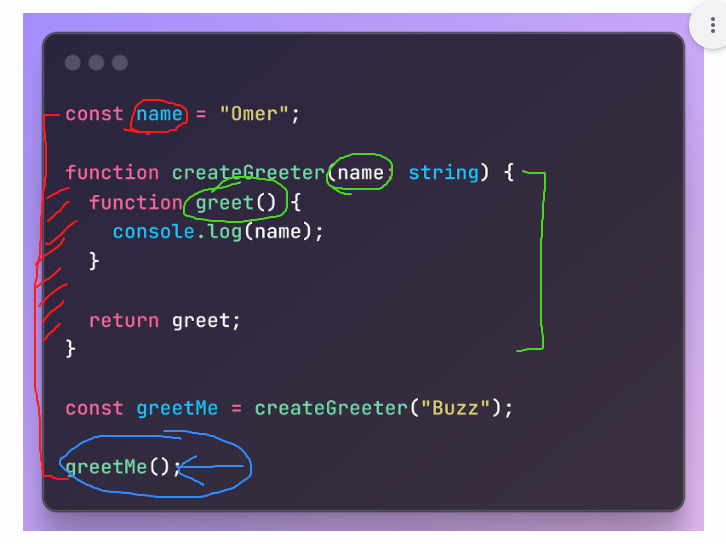 const name = "Omer";
function createGreeter(name: string) {
function greet() {
console.log(name);
}
return greet;
}
const greetMe = createGreeter("Buzz");
greetMe();